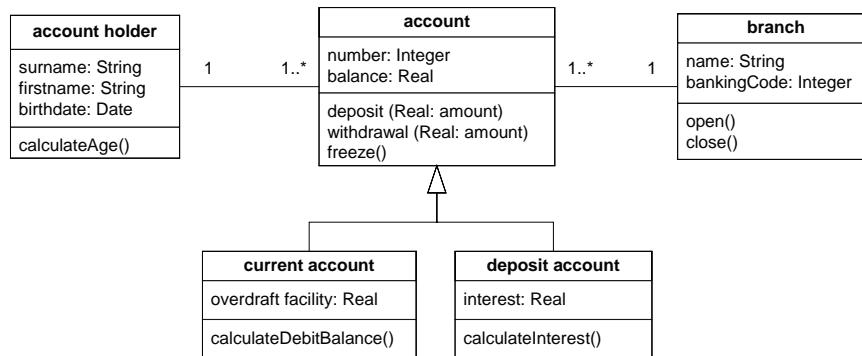 account holder
surname: String
firstname: String
birthdate: Date
calculateAge()
1
1..*
account
number: Integer
balance: Real
deposit (Real: amount)
withdrawal (Real: amount)
freeze()
1..*
1
branch
name: String
bankingCode: Integer
open()
close()
current account
overdraft facility: Real
calculateDebitBalance()
deposit account
interest: Real
calculateInterest()